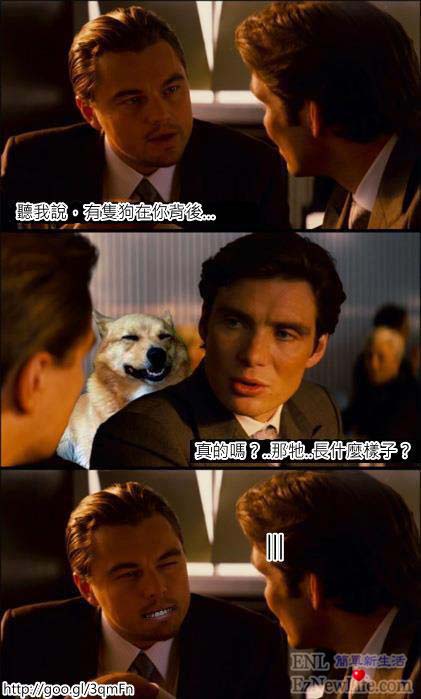 聽我說，有隻狗在你背後...
真的嗎？..那牠..長什麼樣子？
|||
ENL 簡單新生活
EzNewlife.com
http://goo.gl/3qmFn